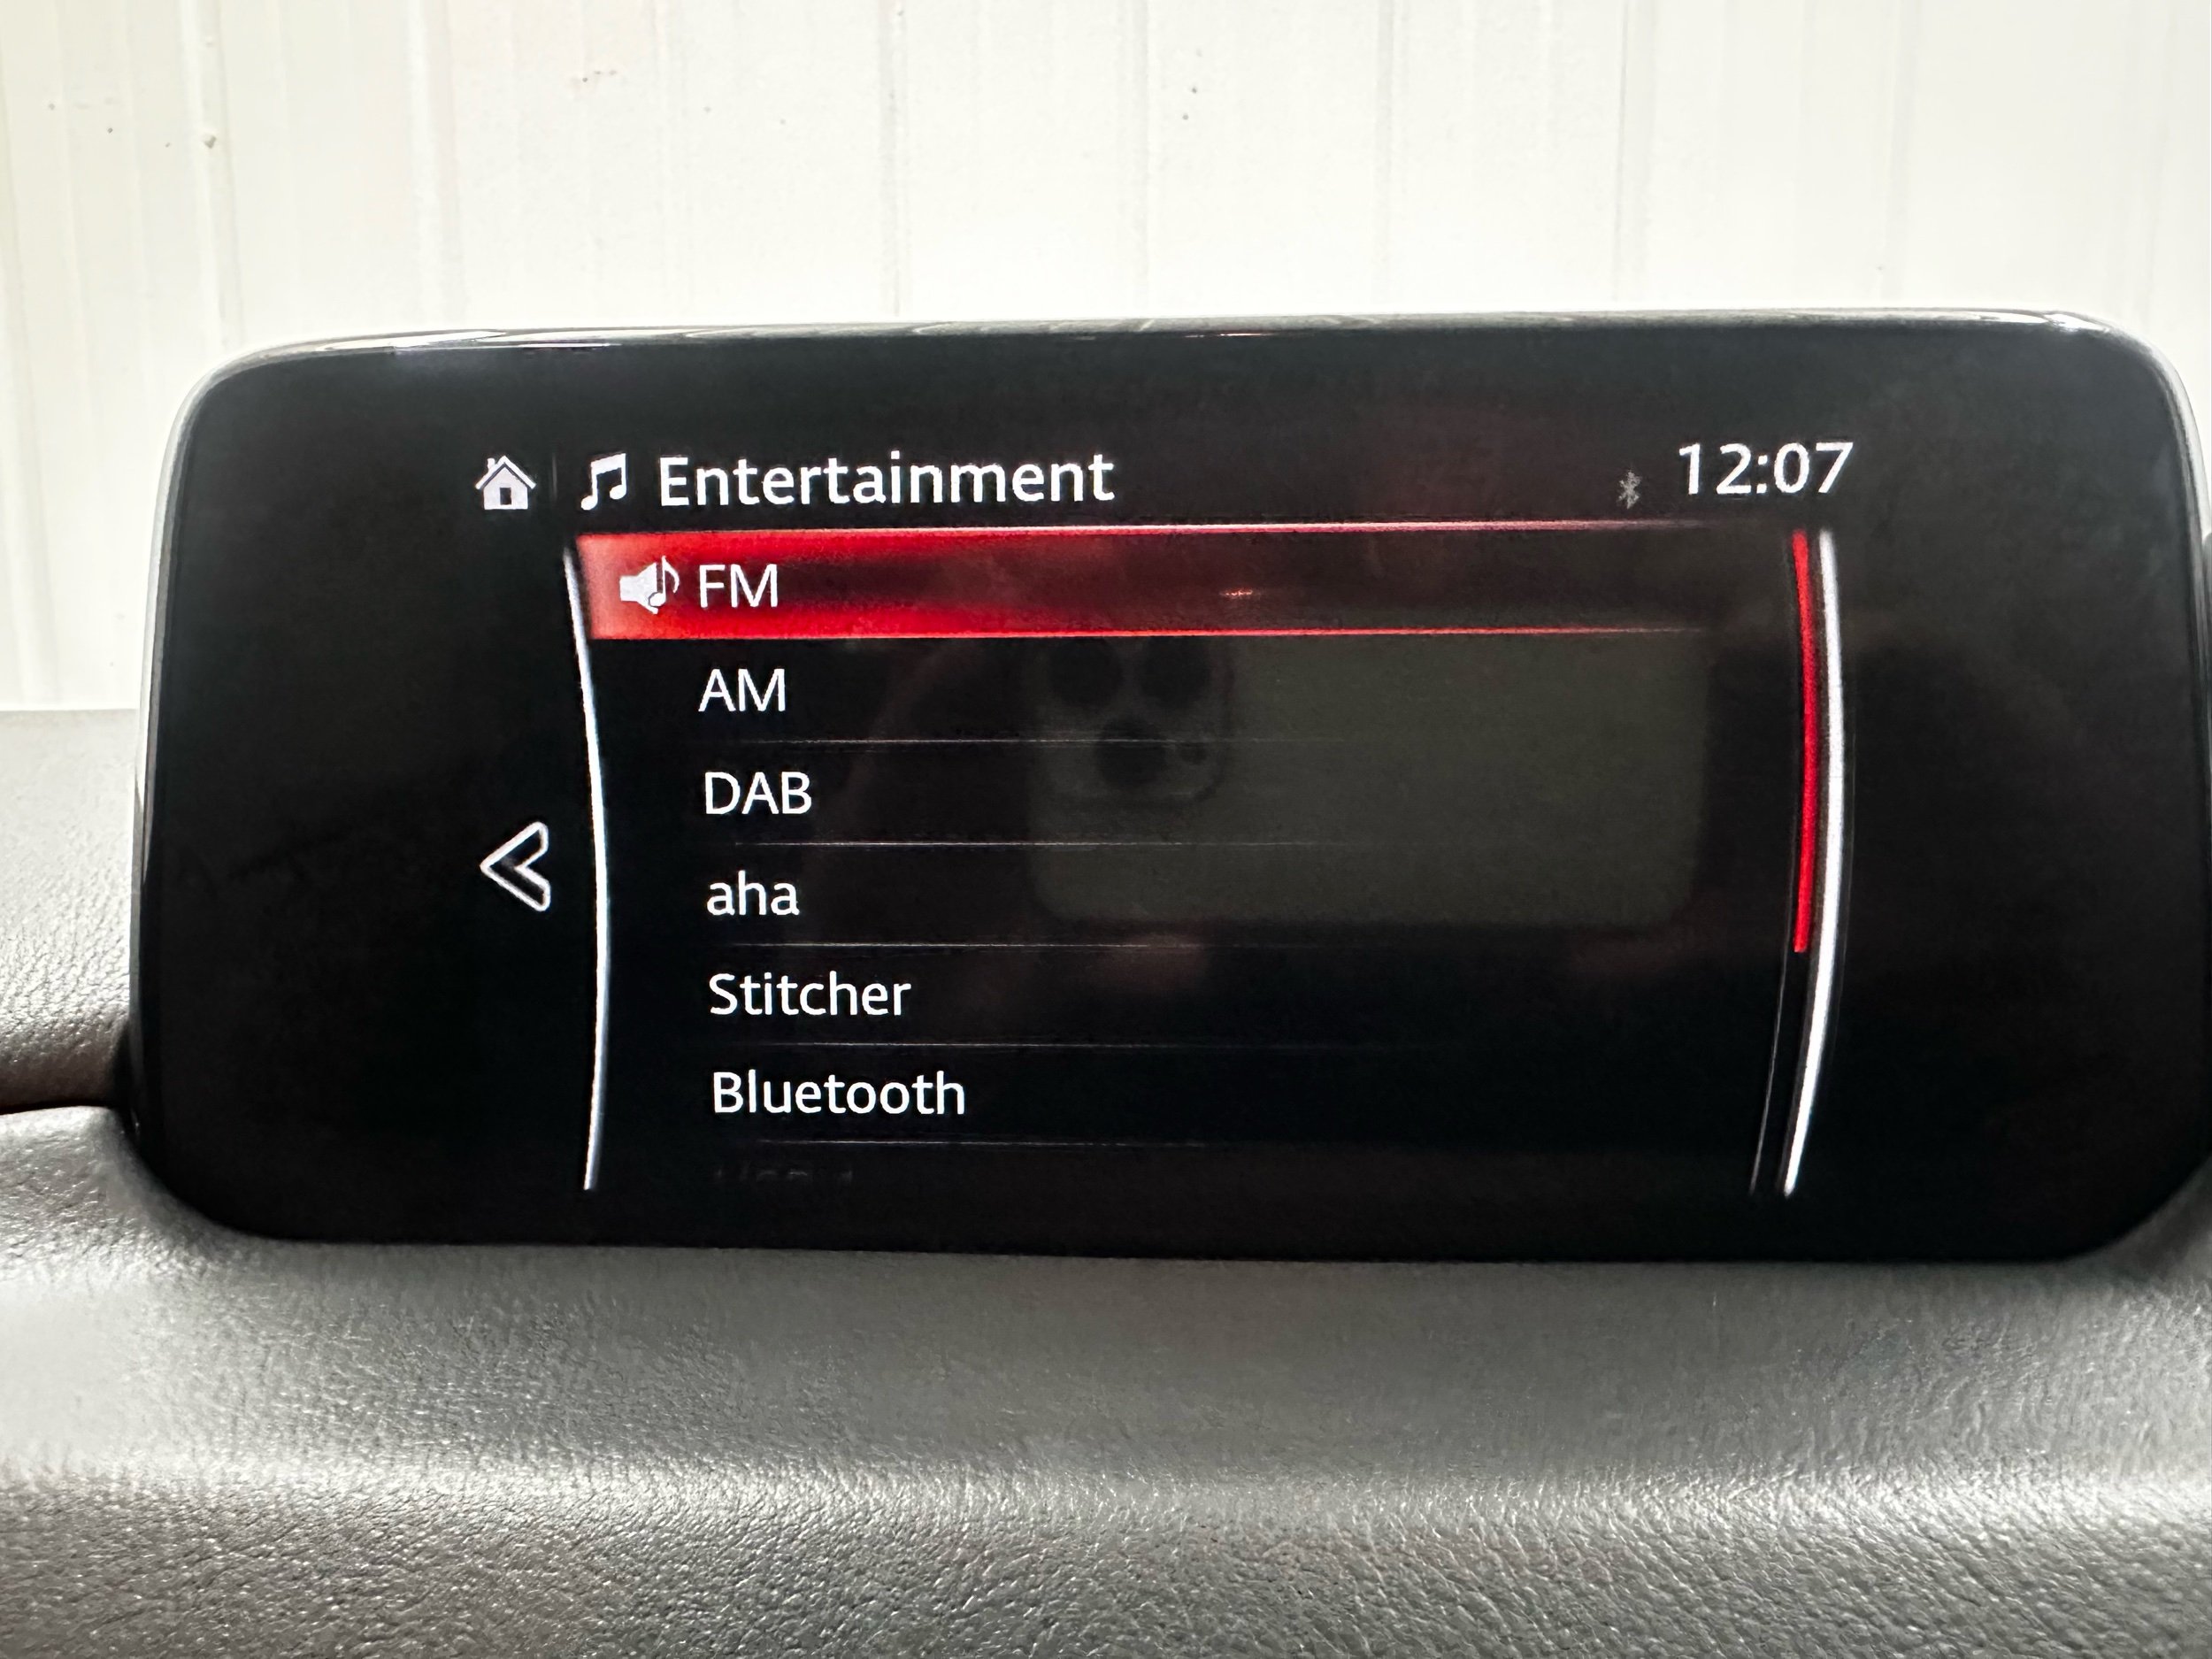 Entertainment 12:07
FM
AM
DAB
aha
Stitcher
Bluetooth